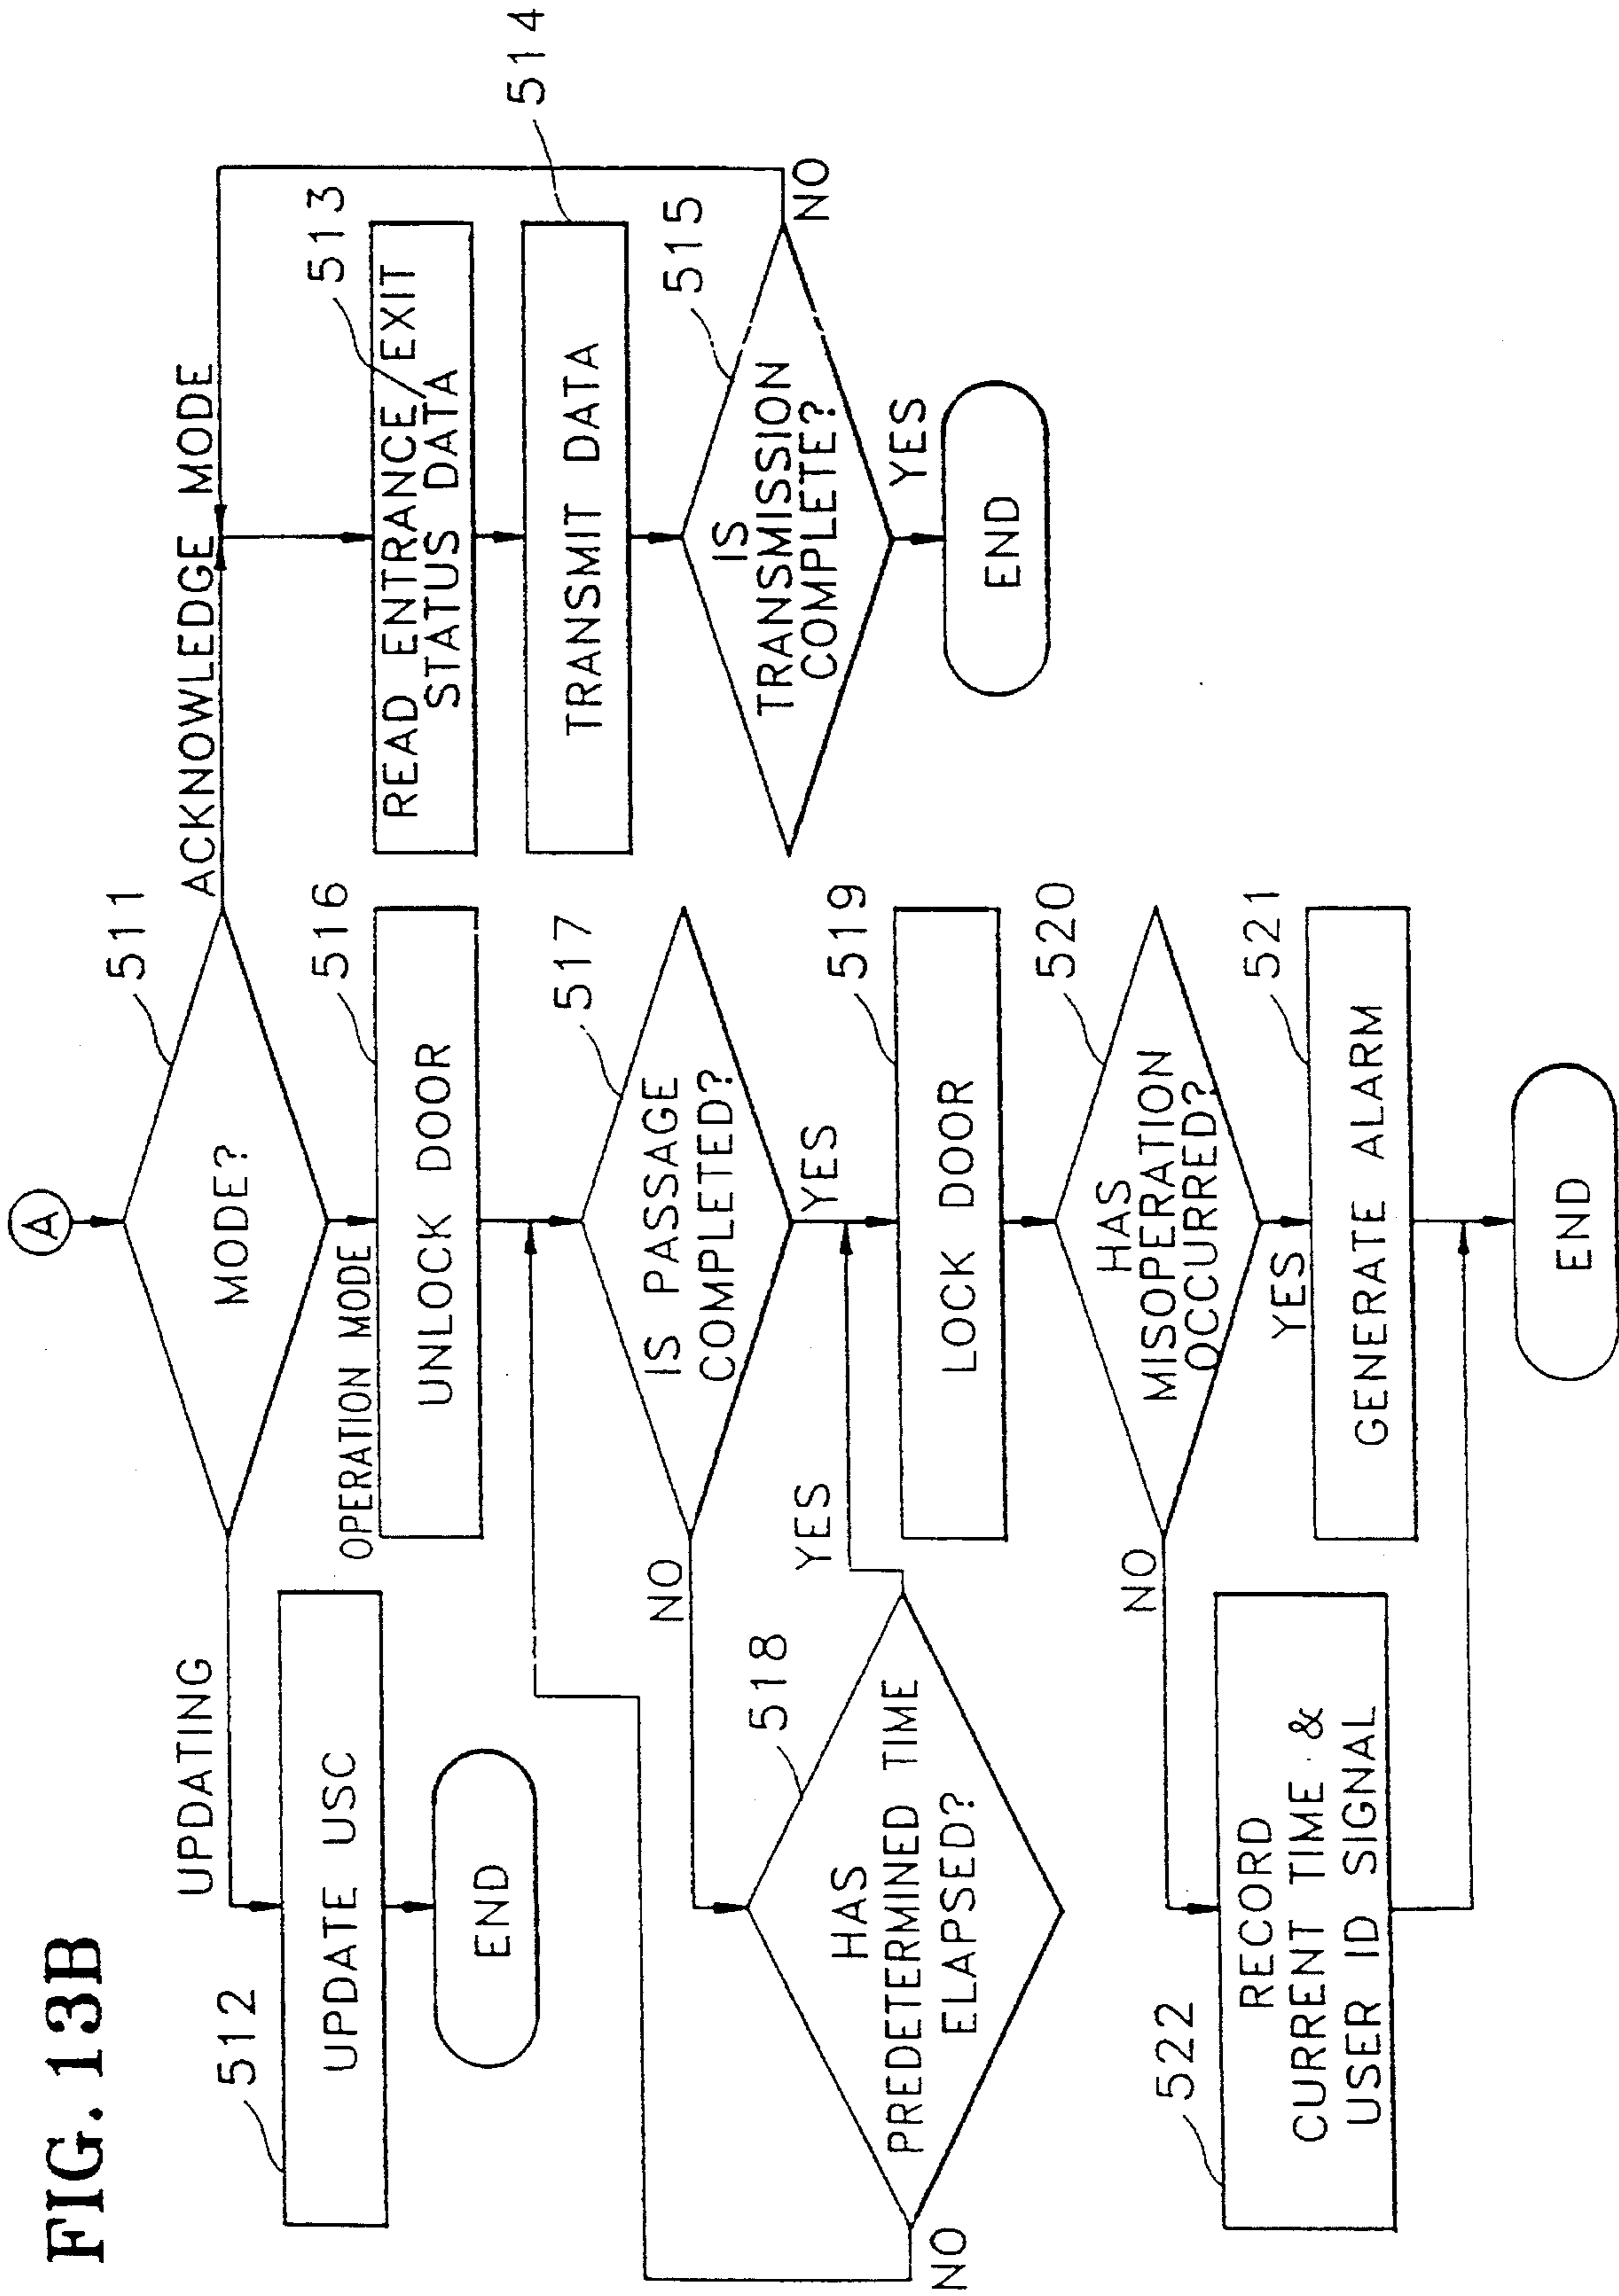 FIG. 13B
A
511
MODE?
UPDATING
OPERATION MODE
ACKNOWLEDGE MODE
512
UPDATE USC
END
516
UNLOCK DOOR
513
READ ENTRANCE/EXIT
STATUS DATA
514
TRANSMIT DATA
515
IS
TRANSMISSION
COMPLETE?
NO
YES
END
517
IS PASSAGE
COMPLETED?
NO
YES
518
HAS
PREDETERMINED TIME
ELAPSED?
YES
NO
519
LOCK DOOR
520
HAS
MISOPERATION
OCCURRED?
NO
YES
521
GENERATE ALARM
522
RECORD
CURRENT TIME &
USER ID SIGNAL
END